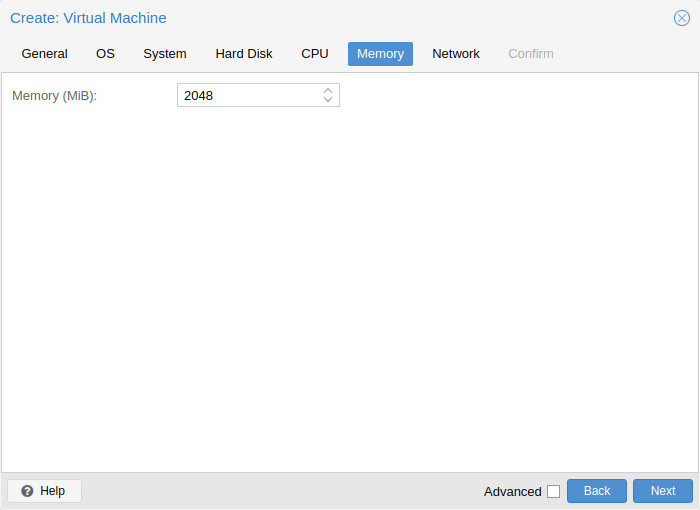 Create: Virtual Machine
General OS System Hard Disk CPU Memory Network Confirm
Memory (MiB): 2048
Help Advanced Back Next